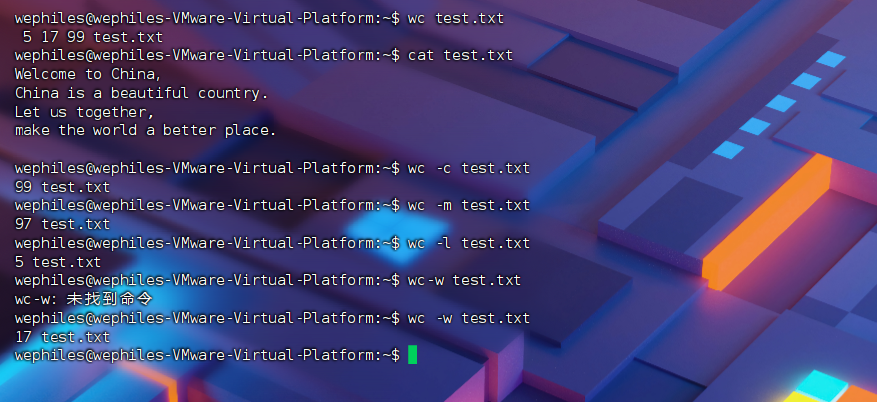 wephiles@wephiles-VMware-Virtual-Platform:~$ wc test.txt
 5 17 99 test.txt
wephiles@wephiles-VMware-Virtual-Platform:~$ cat test.txt
Welcome to China,
China is a beautiful country.
Let us together,
make the world a better place.

wephiles@wephiles-VMware-Virtual-Platform:~$ wc -c test.txt
99 test.txt
wephiles@wephiles-VMware-Virtual-Platform:~$ wc -m test.txt
97 test.txt
wephiles@wephiles-VMware-Virtual-Platform:~$ wc -l test.txt
5 test.txt
wephiles@wephiles-VMware-Virtual-Platform:~$ wc-w test.txt
wc-w: 未找到命令
wephiles@wephiles-VMware-Virtual-Platform:~$ wc -w test.txt
17 test.txt
wephiles@wephiles-VMware-Virtual-Platform:~$